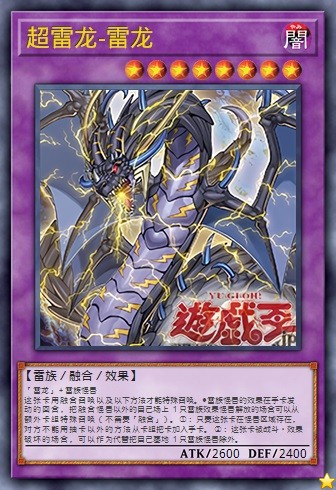 超雷龙-雷龙
闇
YU-GI-OH!
遊戯王
【雷族／融合／效果】
「雷龙」+雷族怪兽
这张卡用融合召唤以及以下方法才能特殊召唤。*雷族怪兽的效果在手卡发
动的回合，把融合怪兽以外的自己场上1只雷族效果怪兽解放的场合可以从
额外卡组特殊召唤（不需要「融合」）。①：只要这张卡在怪兽区域存在，
对方不能用抽卡以外的方法从卡组把卡加入手卡。②：这张卡被战斗·效果
破坏的场合，可以作为代替把自己墓地1只雷族怪兽除外。
ATK/2600 DEF/2400